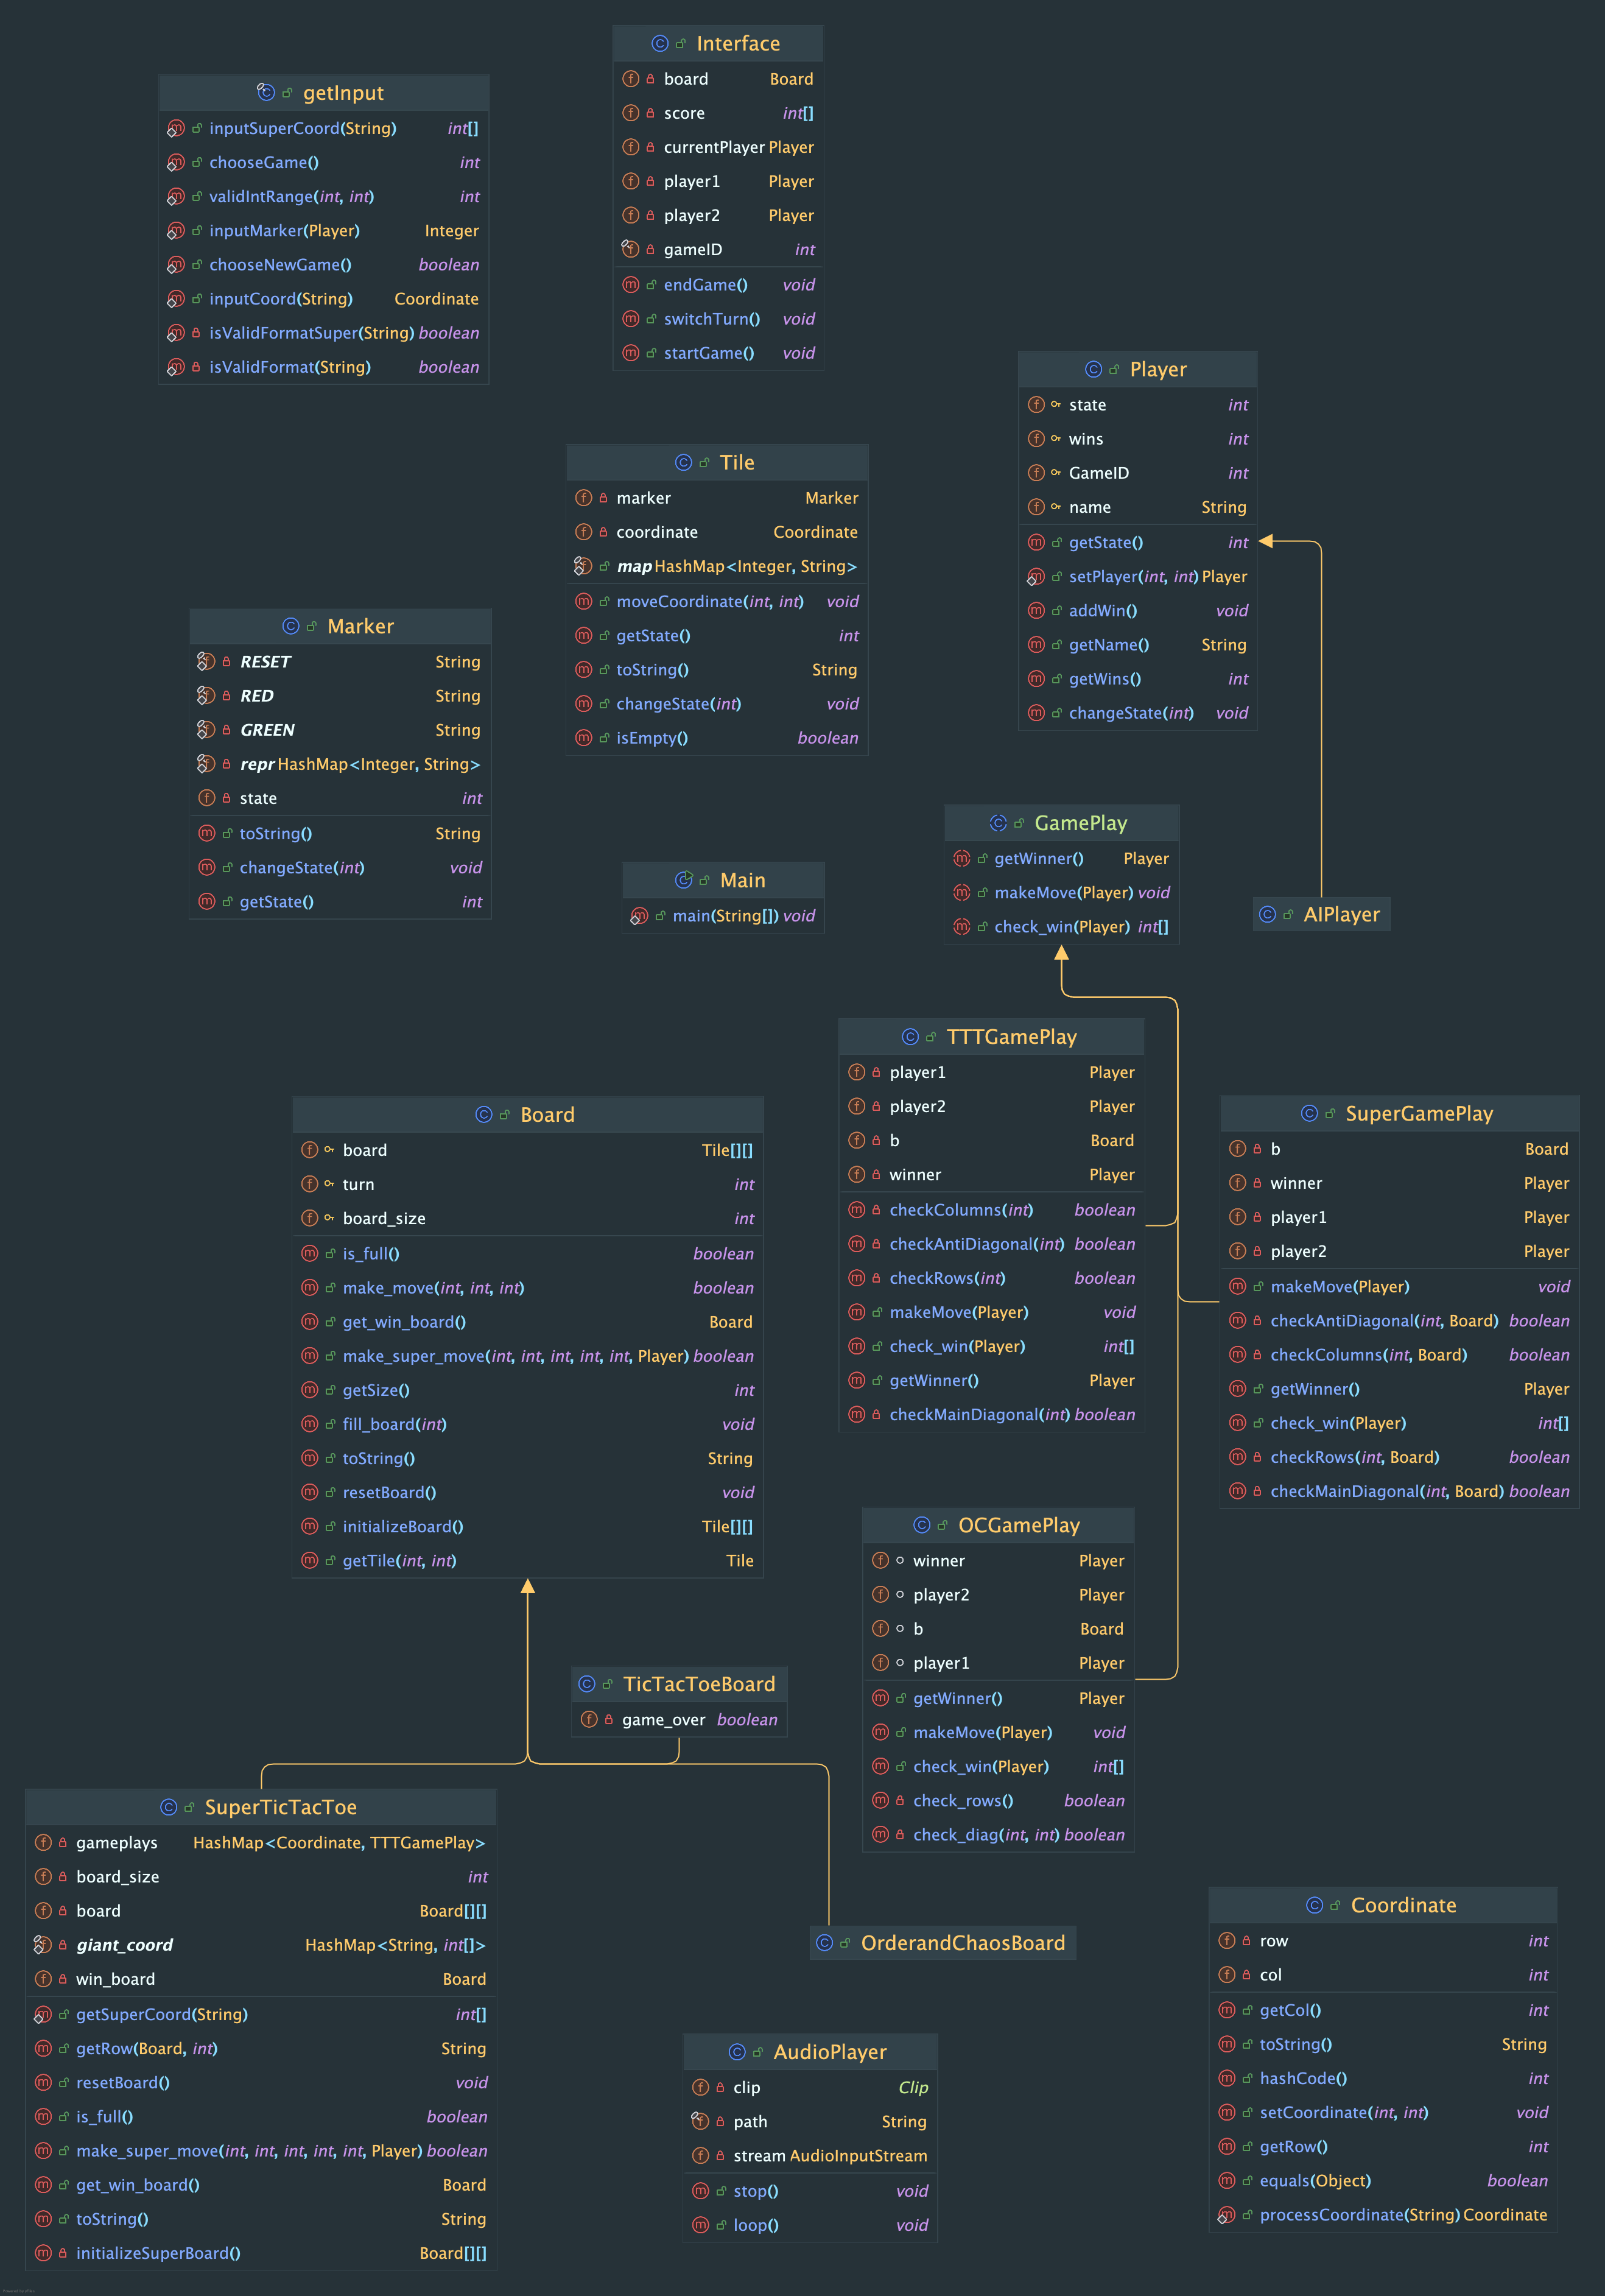 Interface
board Board
score int[]
currentPlayer Player
player1 Player
player2 Player
gameID int
endGame() void
switchTurn() void
startGame() void
getInput
inputSuperCoord(String) int[]
chooseGame() int
validIntRange(int, int) int
inputMarker(Player) Integer
chooseNewGame() boolean
inputCoord(String) Coordinate
isValidFormatSuper(String) boolean
isValidFormat(String) boolean
Player
state int
wins int
GameID int
name String
getState() int
setPlayer(int, int) Player
addWin() void
getName() String
getWins() int
changeState(int) void
Tile
marker Marker
coordinate Coordinate
map HashMap<Integer, String>
moveCoordinate(int, int) void
getState() int
toString() String
changeState(int) void
isEmpty() boolean
Marker
RESET String
RED String
GREEN String
repr HashMap<Integer, String>
state int
toString() String
changeState(int) void
getState() int
GamePlay
getWinner() Player
makeMove(Player) void
check_win(Player) int[]
Main
main(String[]) void
AIPlayer
TTTGamePlay
player1 Player
player2 Player
b Board
winner Player
checkColumns(int) boolean
checkAntiDiagonal(int) boolean
checkRows(int) boolean
makeMove(Player) void
check_win(Player) int[]
getWinner() Player
checkMainDiagonal(int) boolean
Board
board Tile[][]
turn int
board_size int
is_full() boolean
make_move(int, int, int) boolean
get_win_board() Board
make_super_move(int, int, int, int, int, Player) boolean
getSize() int
fill_board(int) void
toString() String
resetBoard() void
initializeBoard() Tile[][]
getTile(int, int) Tile
SuperGamePlay
b Board
winner Player
player1 Player
player2 Player
makeMove(Player) void
checkAntiDiagonal(int, Board) boolean
checkColumns(int, Board) boolean
getWinner() Player
check_win(Player) int[]
checkRows(int, Board) boolean
checkMainDiagonal(int, Board) boolean
OCGamePlay
winner Player
player2 Player
b Board
player1 Player
getWinner() Player
makeMove(Player) void
check_win(Player) int[]
check_rows() boolean
check_diag(int, int) boolean
TicTacToeBoard
game_over boolean
SuperTicTacToe
gameplays HashMap<Coordinate, TTTGamePlay>
board_size int
board Board[][]
giant_coord HashMap<String, int[]>
win_board Board
getSuperCoord(String) int[]
getRow(Board, int) String
resetBoard() void
is_full() boolean
make_super_move(int, int, int, int, int, Player) boolean
get_win_board() Board
toString() String
initializeSuperBoard() Board[][]
OrderandChaosBoard
Coordinate
row int
col int
getCol() int
toString() String
hashCode() int
setCoordinate(int, int) void
getRow() int
equals(Object) boolean
processCoordinate(String) Coordinate
AudioPlayer
clip Clip
path String
stream AudioInputStream
stop() void
loop() void